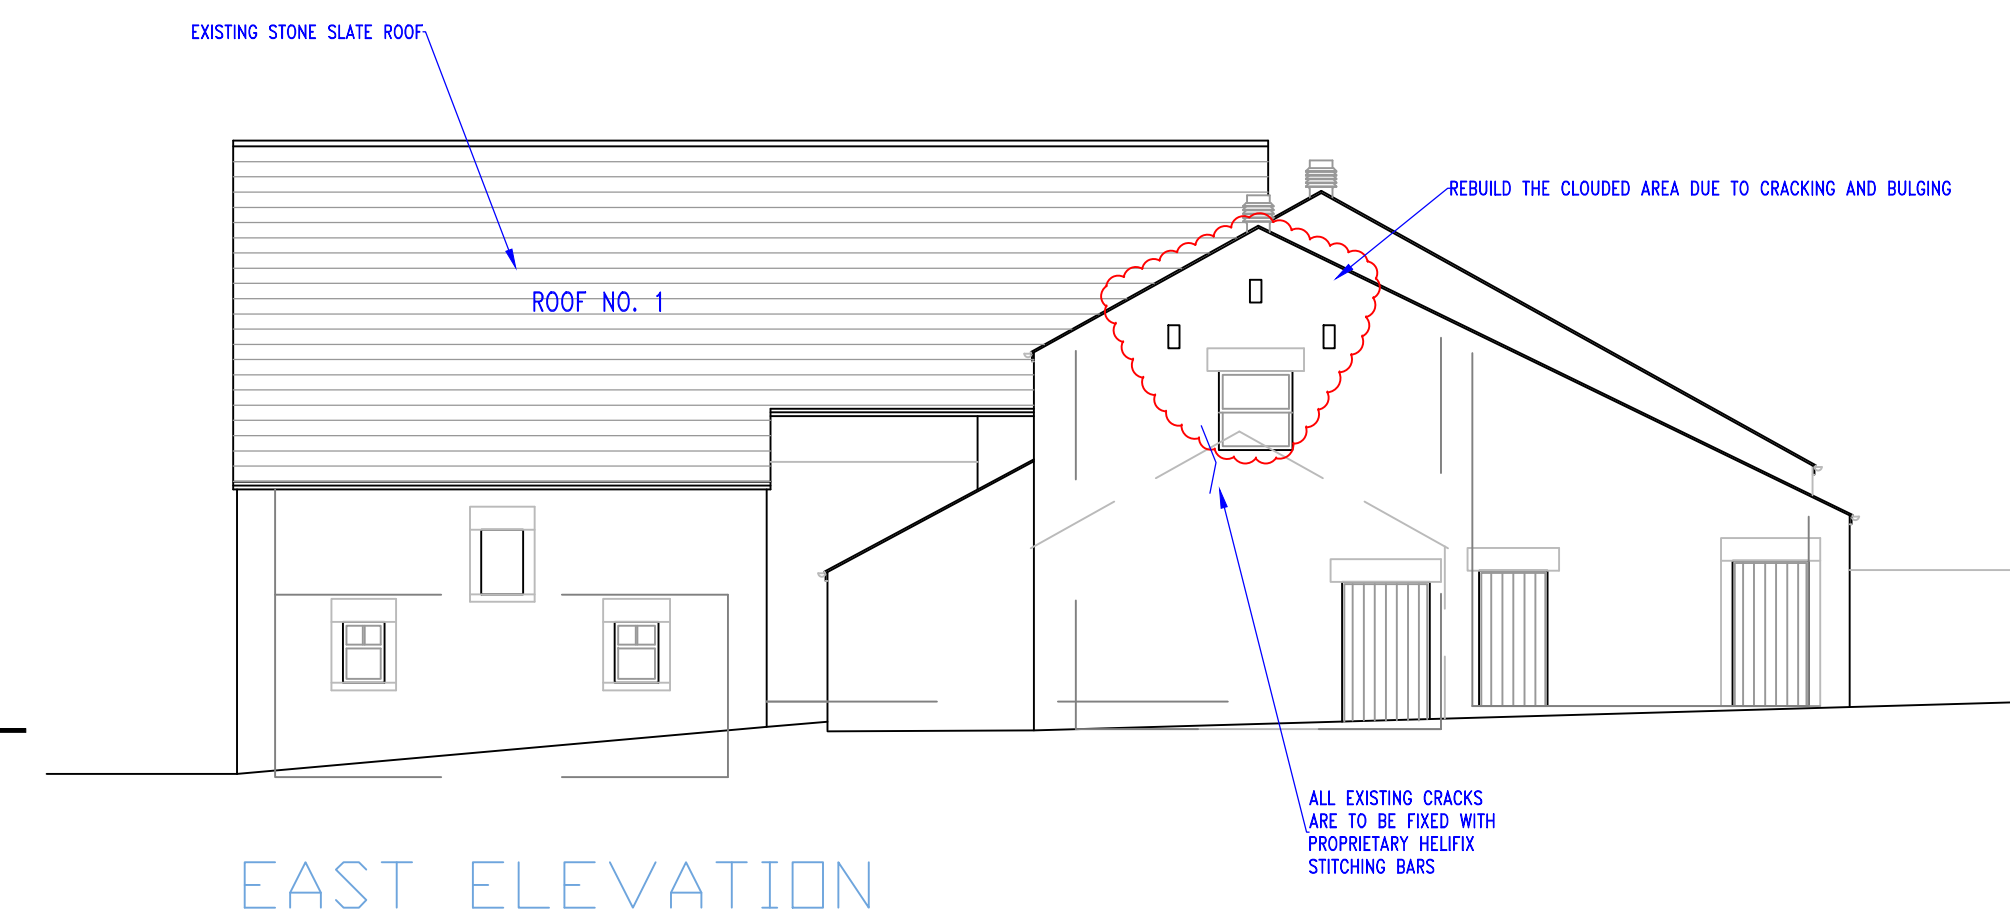 EXISTING STONE SLATE ROOF
REBUILD THE CLOUDED AREA DUE TO CRACKING AND BULGING
ROOF NO. 1
ALL EXISTING CRACKS
ARE TO BE FIXED WITH
PROPRIETARY HELIFIX
STITCHING BARS
EAST ELEVATION